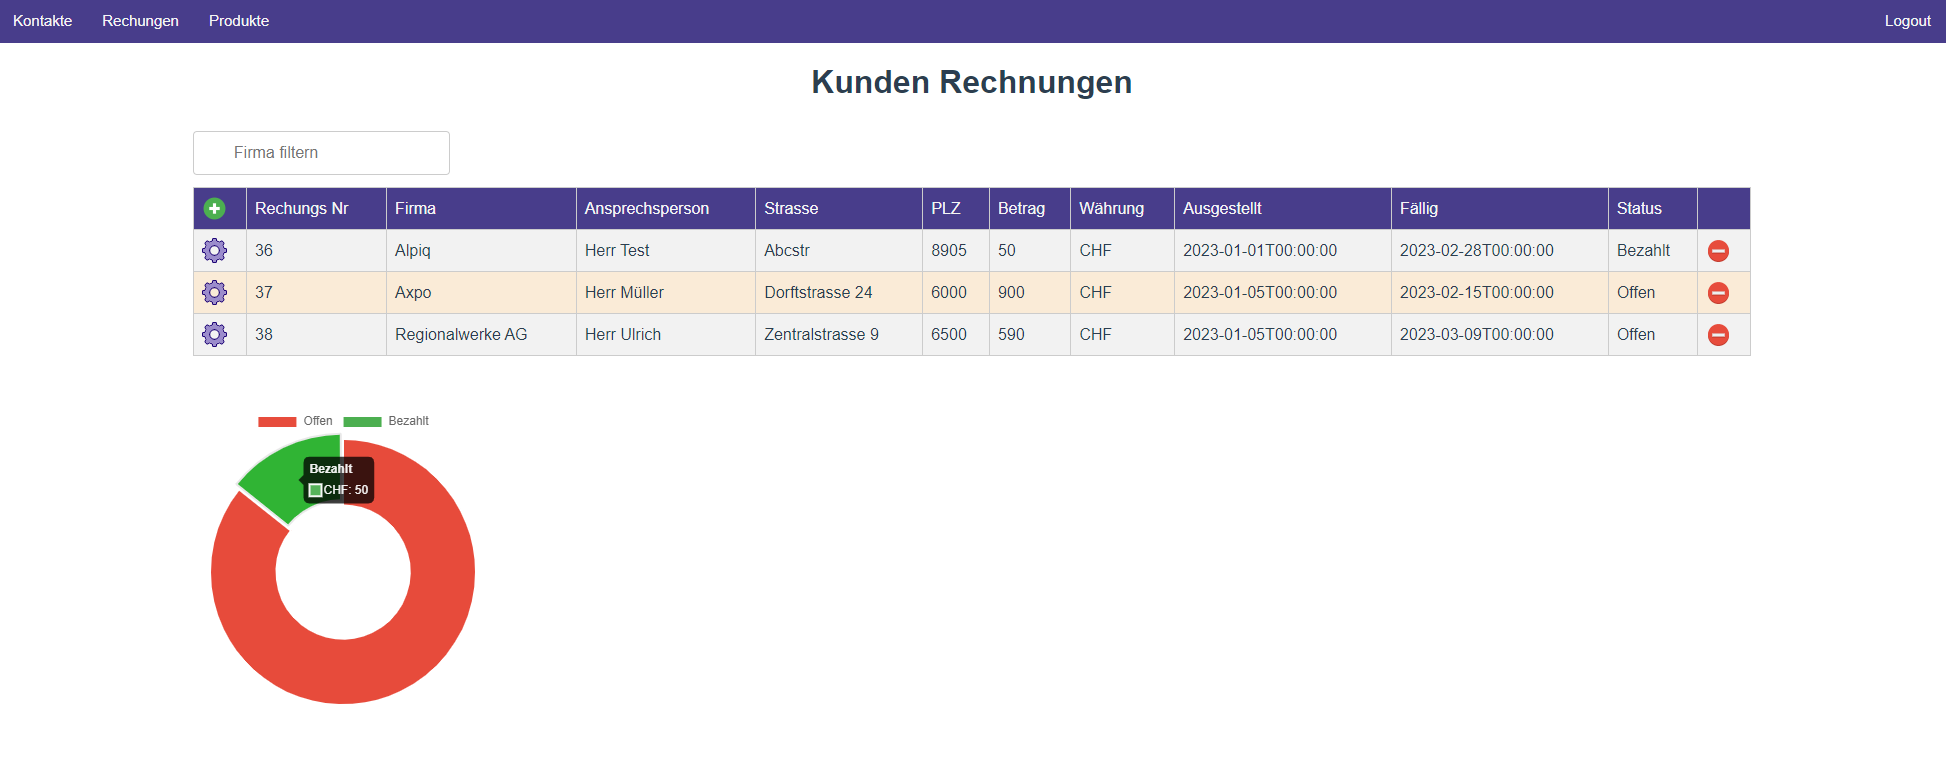 Kontakte Rechungen Produkte Logout
Kunden Rechnungen
Firma filtern
Rechungs Nr Firma Ansprechsperson Strasse PLZ Betrag Währung Ausgestellt Fällig Status
36 Alpiq Herr Test Abcstr 8905 50 CHF 2023-01-01T00:00:00 2023-02-28T00:00:00 Bezahlt
37 Axpo Herr Müller Dorftstrasse 24 6000 900 CHF 2023-01-05T00:00:00 2023-02-15T00:00:00 Offen
38 Regionalwerke AG Herr Ulrich Zentralstrasse 9 6500 590 CHF 2023-01-05T00:00:00 2023-03-09T00:00:00 Offen
Offen Bezahlt
Bezahlt
CHF: 50